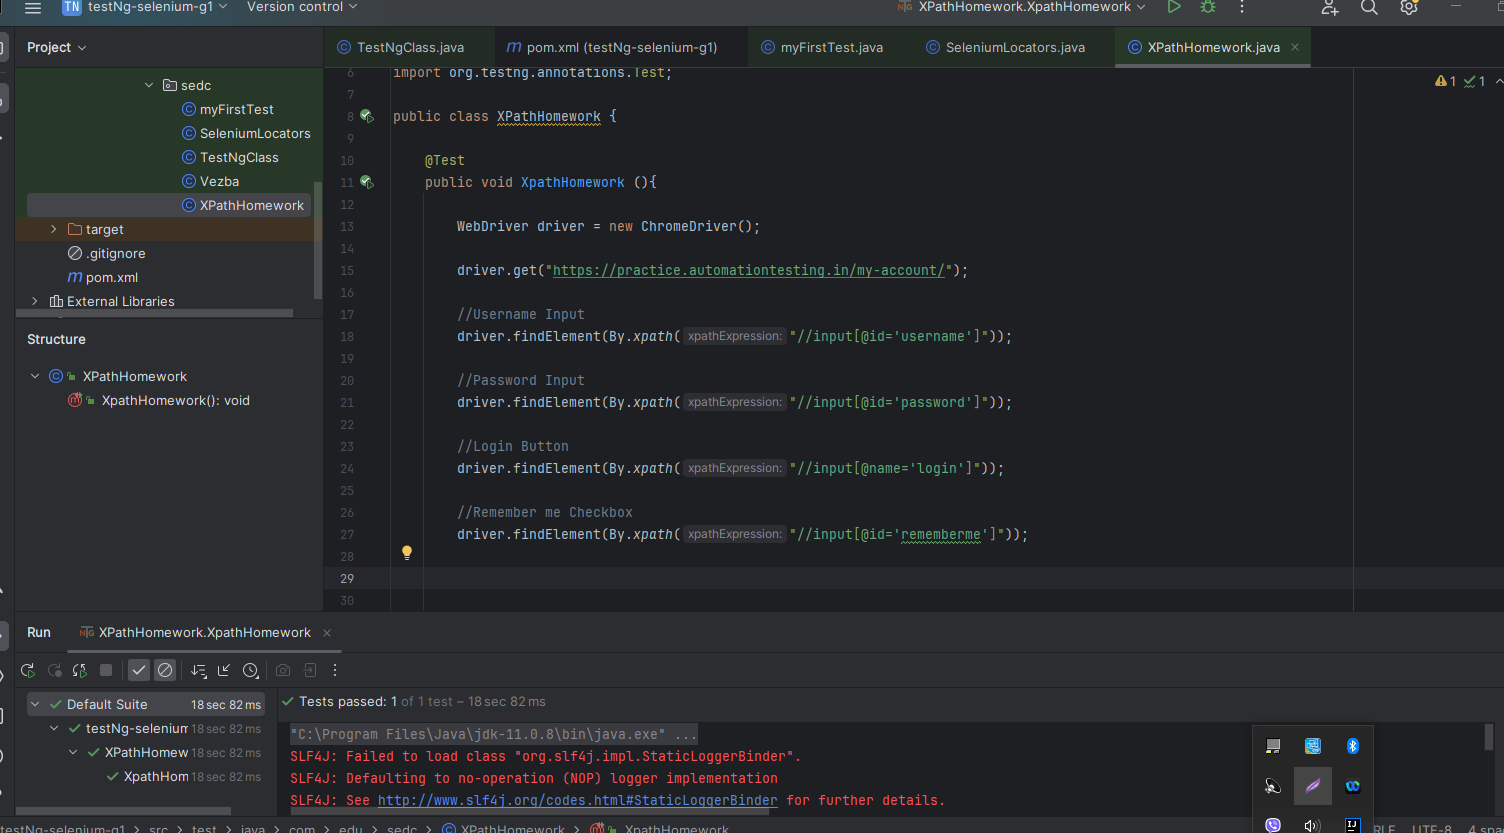 TN testNg-selenium-g1 Version control XPathHomework.XpathHomework
Project
TestNgClass.java pom.xml (testNg-selenium-g1) myFirstTest.java SeleniumLocators.java XPathHomework.java
sedc
myFirstTest
SeleniumLocators
TestNgClass
Vezba
XPathHomework
target
.gitignore
pom.xml
External Libraries
Structure
XPathHomework
XpathHomework(): void
1 1
6 import org.testng.annotations.Test;
7
8 public class XPathHomework {
9
10 @Test
11 public void XpathHomework (){
12
13 WebDriver driver = new ChromeDriver();
14
15 driver.get("https://practice.automationtesting.in/my-account/");
16
17 //Username Input
18 driver.findElement(By.xpath( xpathExpression: "//input[@id='username']"));
19
20 //Password Input
21 driver.findElement(By.xpath( xpathExpression: "//input[@id='password']"));
22
23 //Login Button
24 driver.findElement(By.xpath( xpathExpression: "//input[@name='login']"));
25
26 //Remember me Checkbox
27 driver.findElement(By.xpath( xpathExpression: "//input[@id='rememberme']"));
28
29
30
Run XPathHomework.XpathHomework
Default Suite 18 sec 82 ms
testNg-selenium 18 sec 82 ms
XPathHomew 18 sec 82 ms
XpathHom 18 sec 82 ms
Tests passed: 1 of 1 test – 18 sec 82 ms
"C:\Program Files\Java\jdk-11.0.8\bin\java.exe" ...
SLF4J: Failed to load class "org.slf4j.impl.StaticLoggerBinder".
SLF4J: Defaulting to no-operation (NOP) logger implementation
SLF4J: See http://www.slf4j.org/codes.html#StaticLoggerBinder for further details.
testNg-selenium-g1 > src > test > java > com > edu > sedc > XPathHomework > XpathHomework RLF UTF-8 4 spa